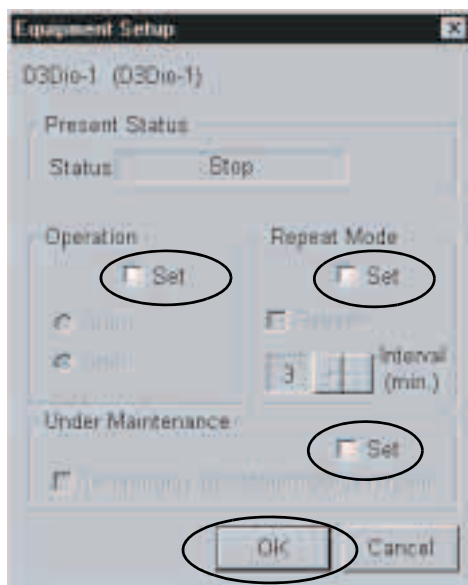 Equipment Setup
D3Dio-1 (D3Dio-1)
Present Status
Status Stop
Operation
Set
Repeat Mode
Set
3
Interval
(min.)
Under Maintenance
Set
OK
Cancel